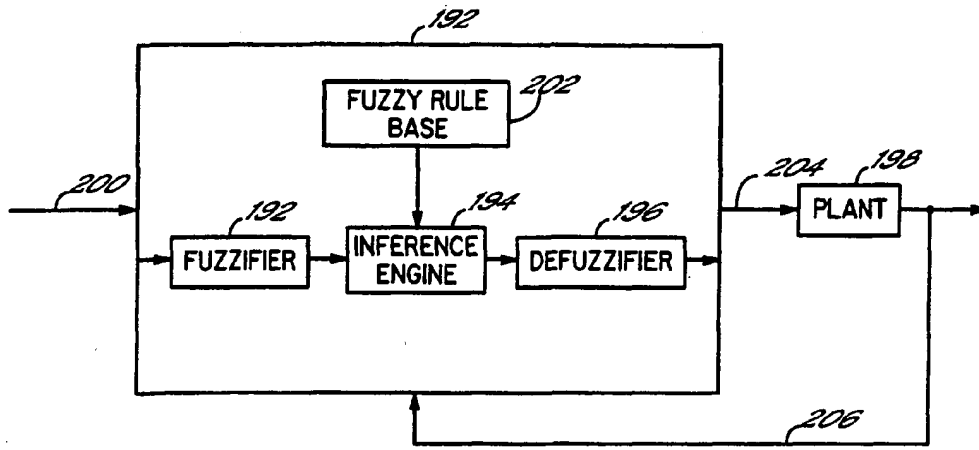 192
FUZZY RULE
BASE
202
200
192
FUZZIFIER
194
INFERENCE
ENGINE
196
DEFUZZIFIER
204
198
PLANT
206